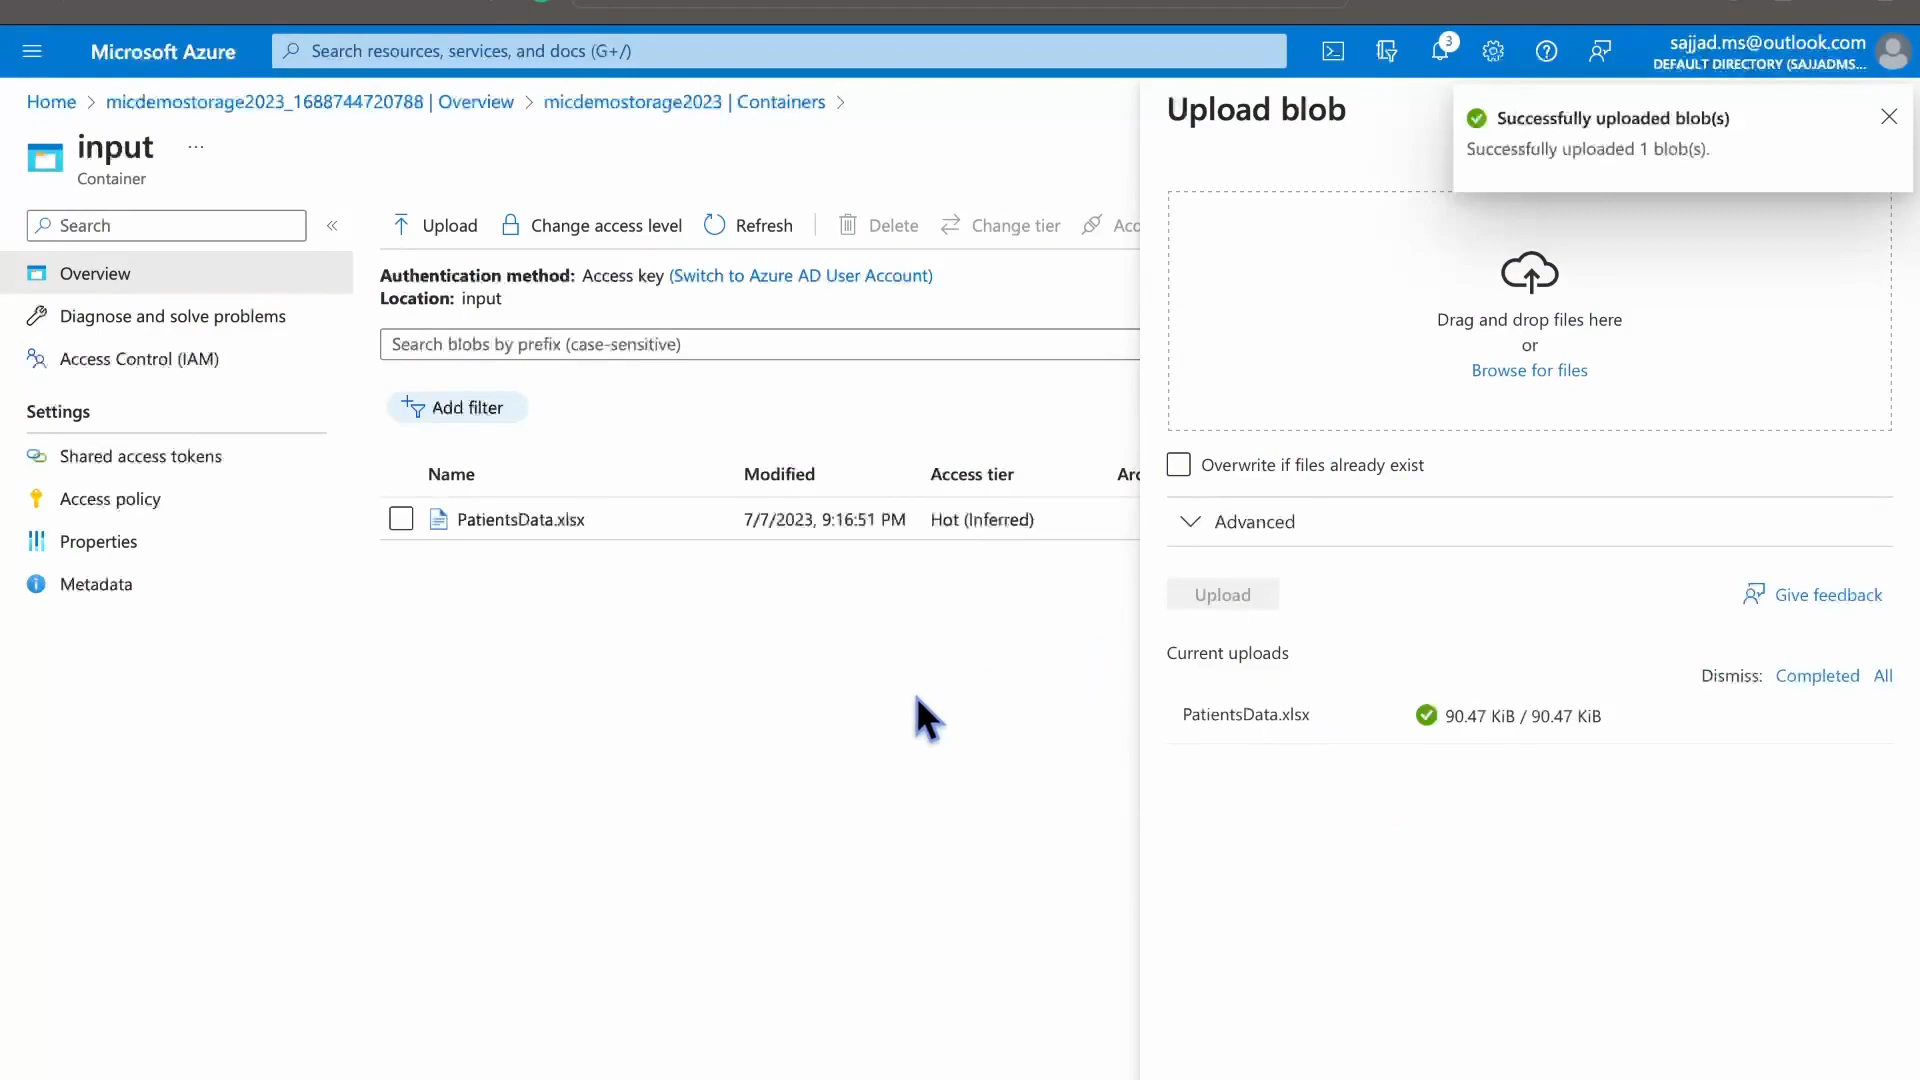 Microsoft Azure
Search resources, services, and docs (G+/)
3
sajjad.ms@outlook.com
DEFAULT DIRECTORY (SAJJADMS...
Home > micdemostorage2023_1688744720788 | Overview > micdemostorage2023 | Containers >
input ...
Container
Search
«
Overview
Diagnose and solve problems
Access Control (IAM)
Settings
Shared access tokens
Access policy
Properties
Metadata
Upload Change access level Refresh Delete Change tier Acq
Authentication method: Access key (Switch to Azure AD User Account)
Location: input
Search blobs by prefix (case-sensitive)
Add filter
Name Modified Access tier Arc
PatientsData.xlsx 7/7/2023, 9:16:51 PM Hot (Inferred)
Upload blob
Successfully uploaded blob(s)
Successfully uploaded 1 blob(s).
Drag and drop files here
or
Browse for files
Overwrite if files already exist
Advanced
Upload
Give feedback
Current uploads
Dismiss: Completed All
PatientsData.xlsx 90.47 KiB / 90.47 KiB